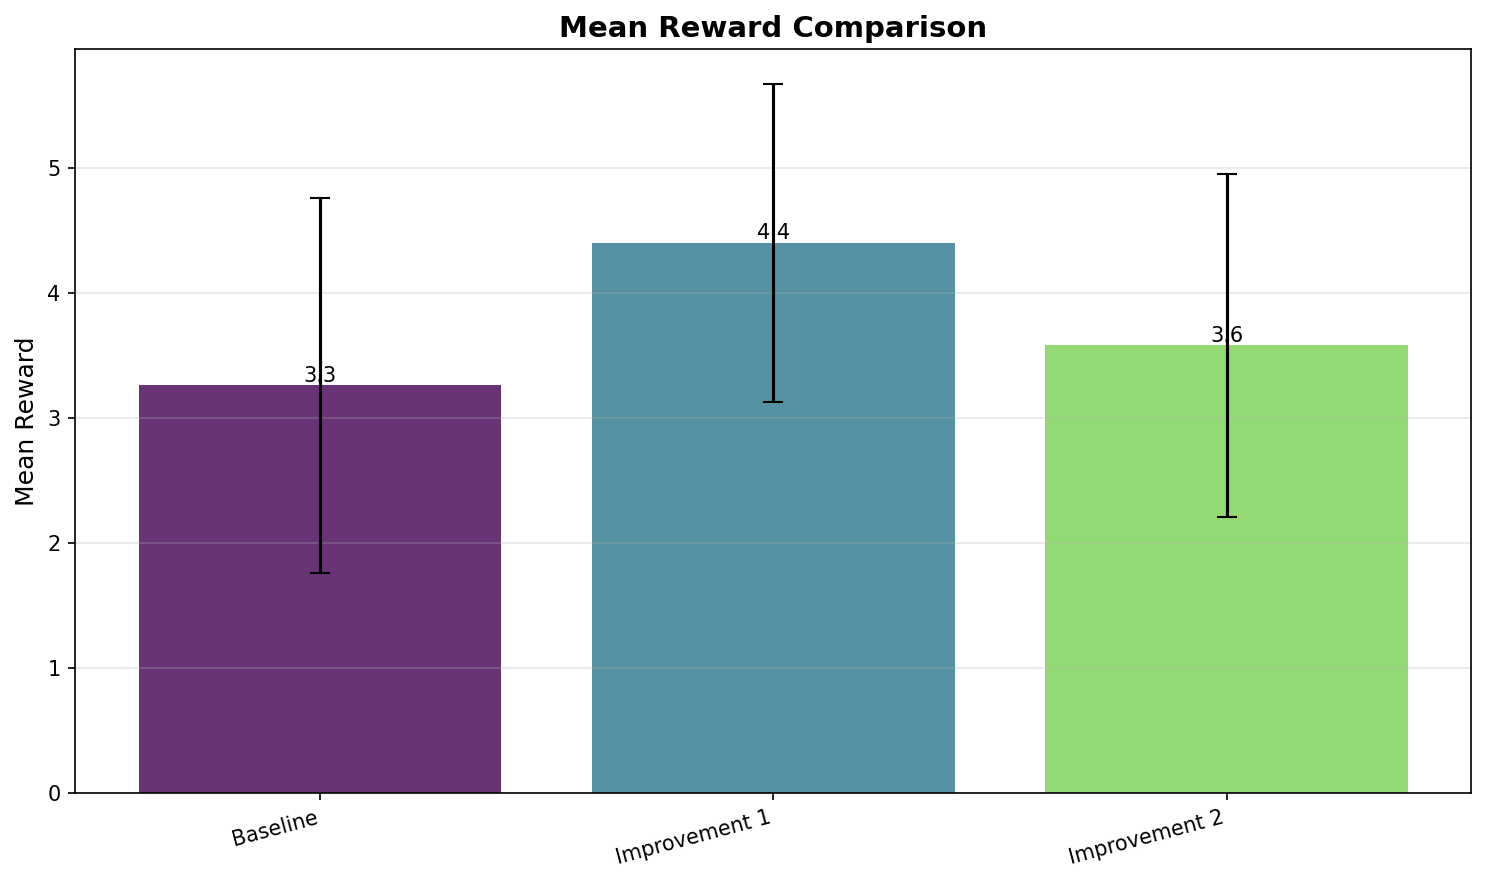 Mean Reward Comparison
Mean Reward
5
4
3
2
1
0
3.3
4.4
3.6
Baseline
Improvement 1
Improvement 2